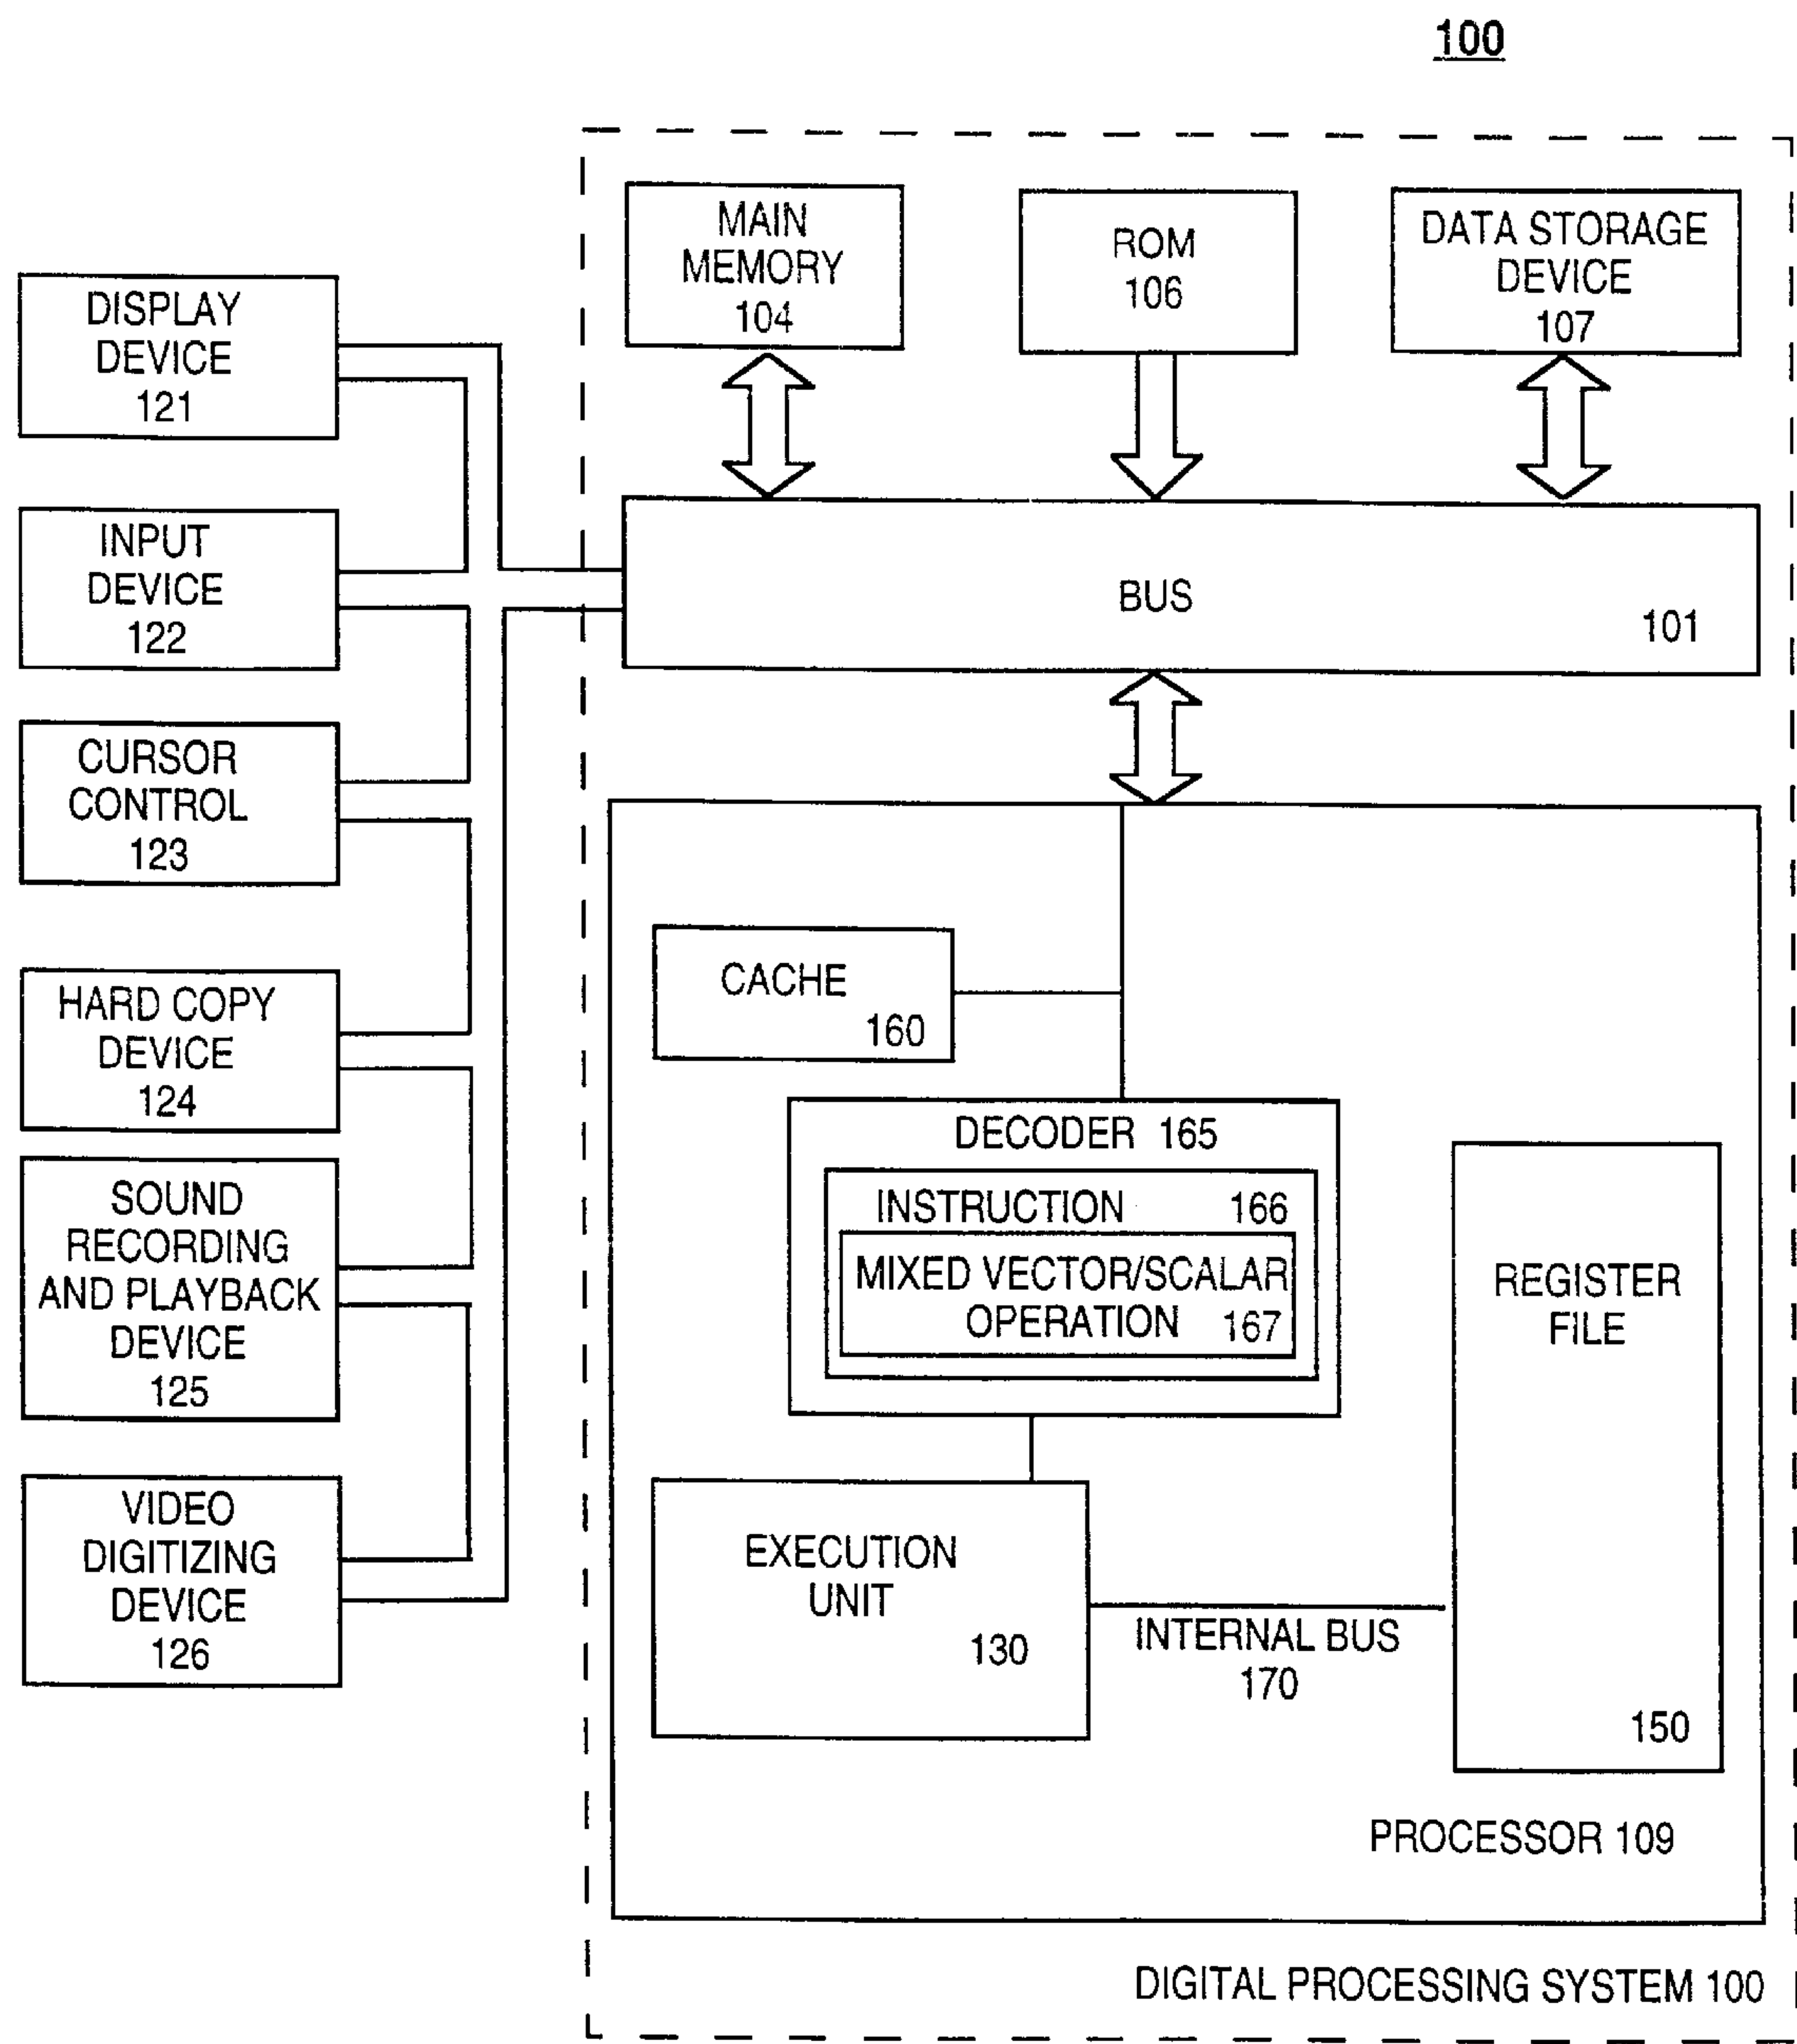 100
MAIN
MEMORY
104
ROM
106
DATA STORAGE
DEVICE
107
DISPLAY
DEVICE
121
INPUT
DEVICE
122
CURSOR
CONTROL
123
HARD COPY
DEVICE
124
SOUND
RECORDING
AND PLAYBACK
DEVICE
125
VIDEO
DIGITIZING
DEVICE
126
BUS
101
CACHE
160
DECODER 165
INSTRUCTION 166
MIXED VECTOR/SCALAR
OPERATION 167
REGISTER
FILE
150
EXECUTION
UNIT
130
INTERNAL BUS
170
PROCESSOR 109
DIGITAL PROCESSING SYSTEM 100